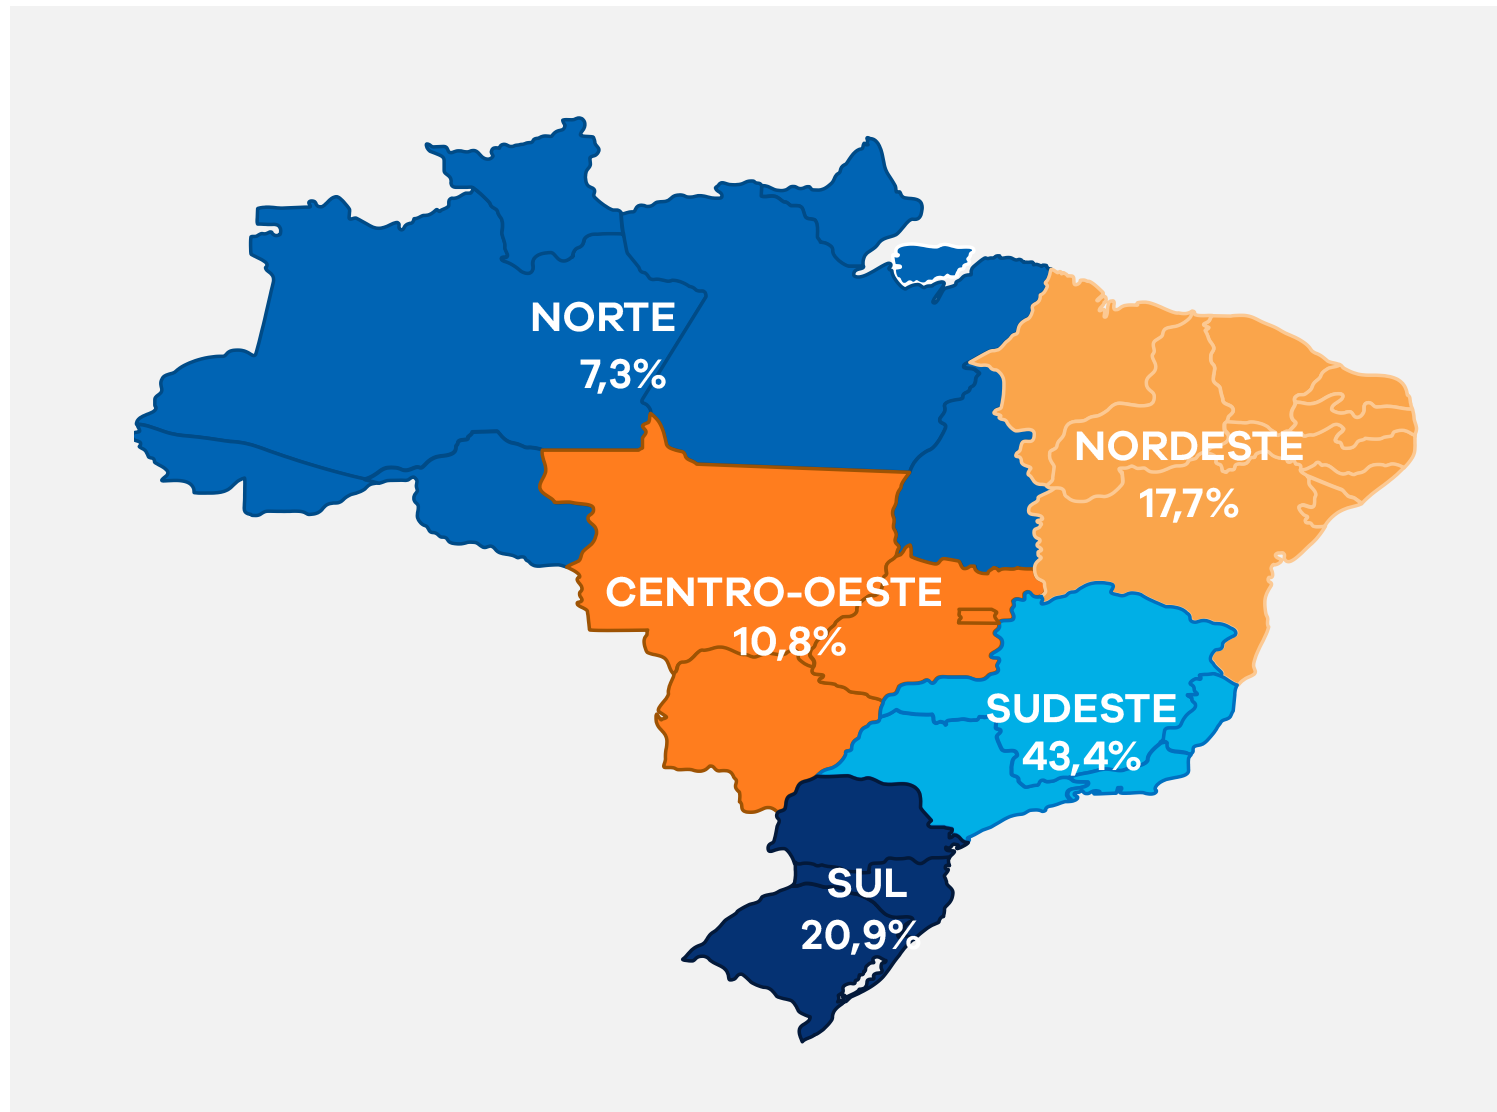 NORTE
7,3%
NORDESTE
17,7%
CENTRO-OESTE
10,8%
SUDESTE
43,4%
SUL
20,9%